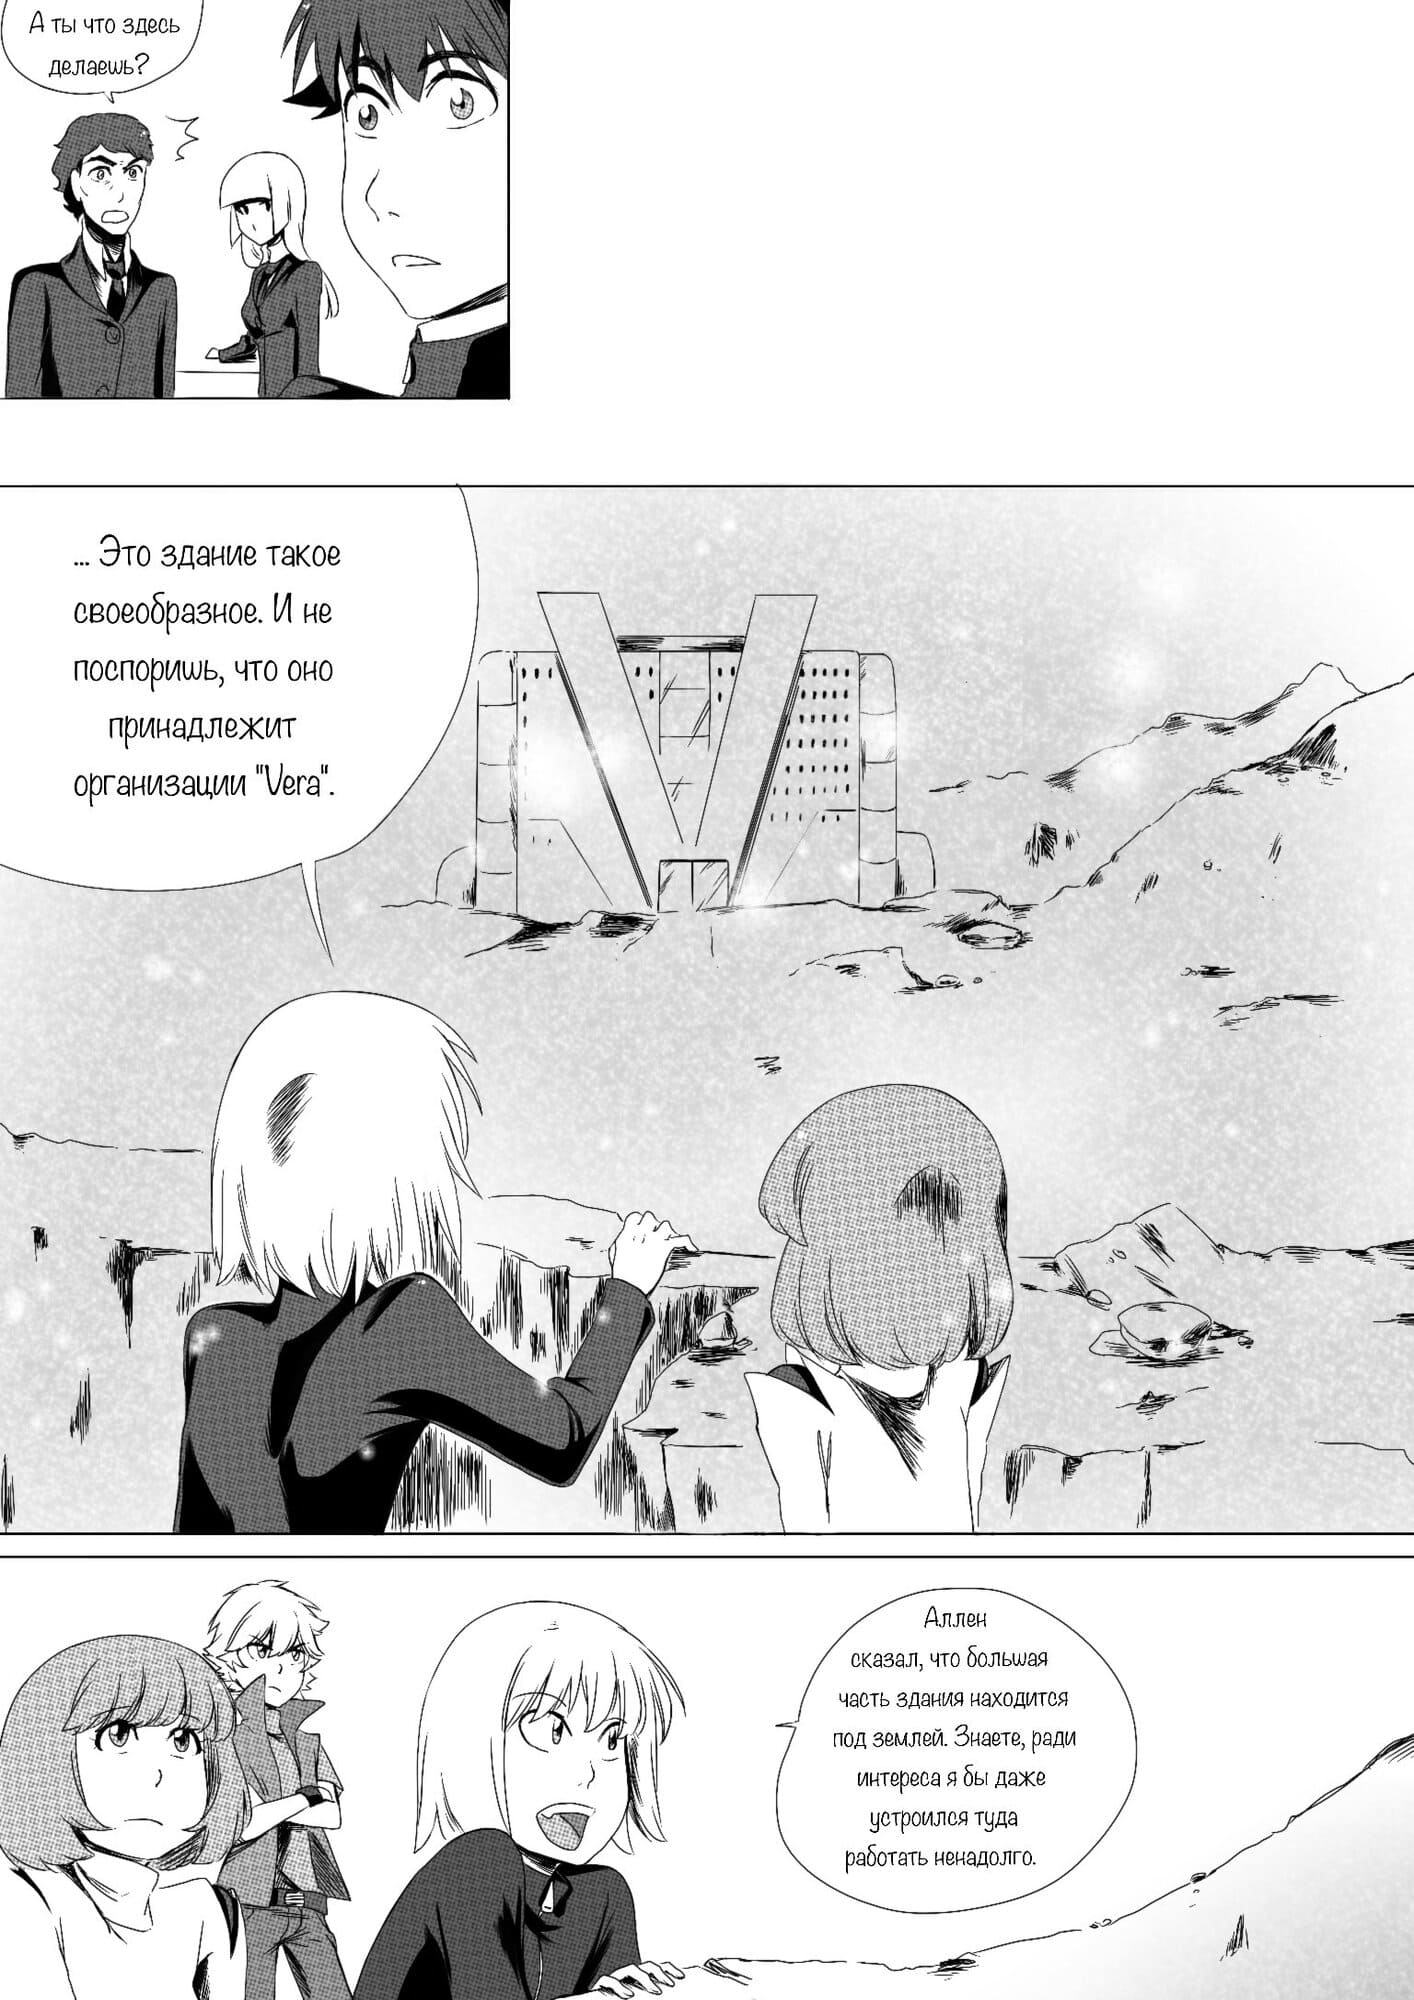 А ты что здесь
делаешь?
... Это здание такое
своеобразное. И не
поспоришь, что оно
принадлежит
организации "Vera".
Аллен
сказал, что большая
часть здания находится
под землей. Знаете, ради
интереса я бы даже
устроился туда
работать ненадолго.